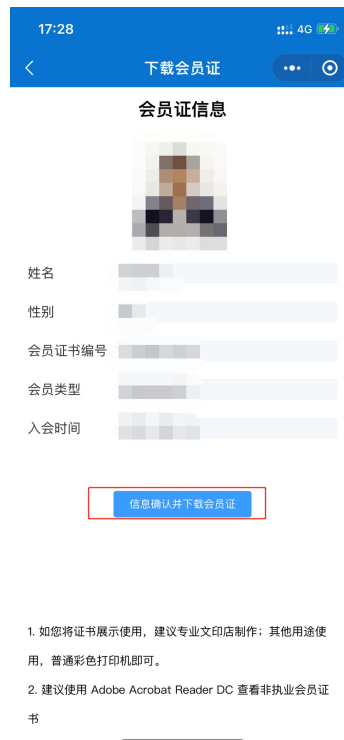 17:28
4G
下载会员证
会员证信息
姓名
性别
会员证书编号
会员类型
入会时间
信息确认并下载会员证
1. 如您将证书展示使用，建议专业文印店制作；其他用途使
用，普通彩色打印机即可。
2. 建议使用 Adobe Acrobat Reader DC 查看非执业会员证
书